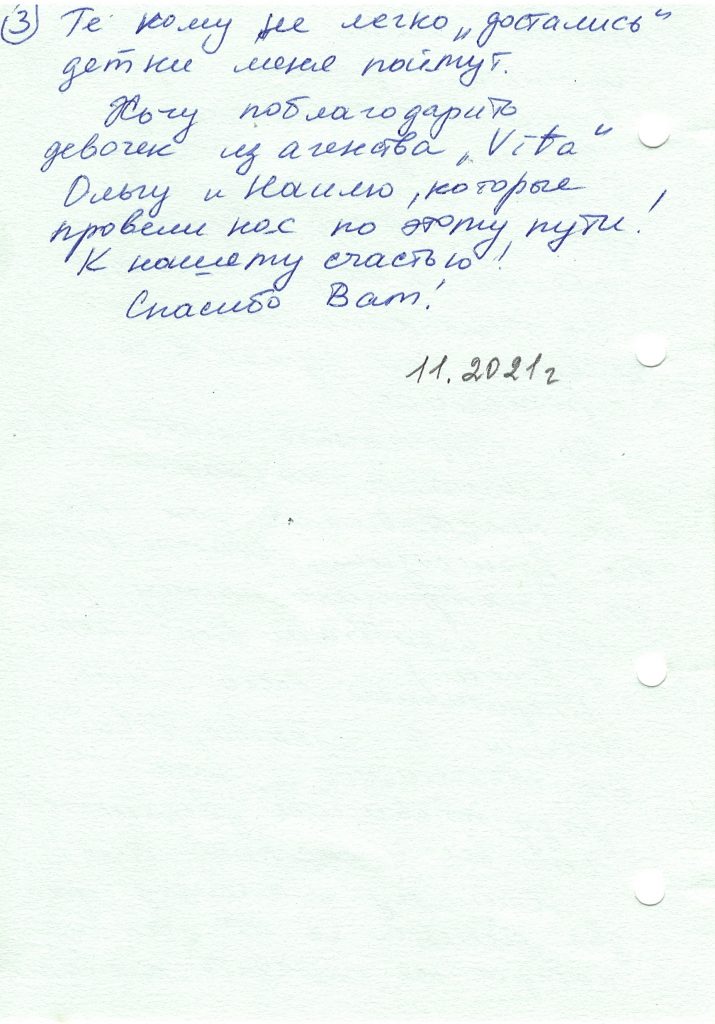 ③ Те кому не легко „достались“
детки меня поймут.
Хочу поблагодарить
девочек из агенства „Vita“
Ольгу и Наилю, которые
провели нас по этому пути!
К нашему счастью!
Спасибо Вам!
11.2021г